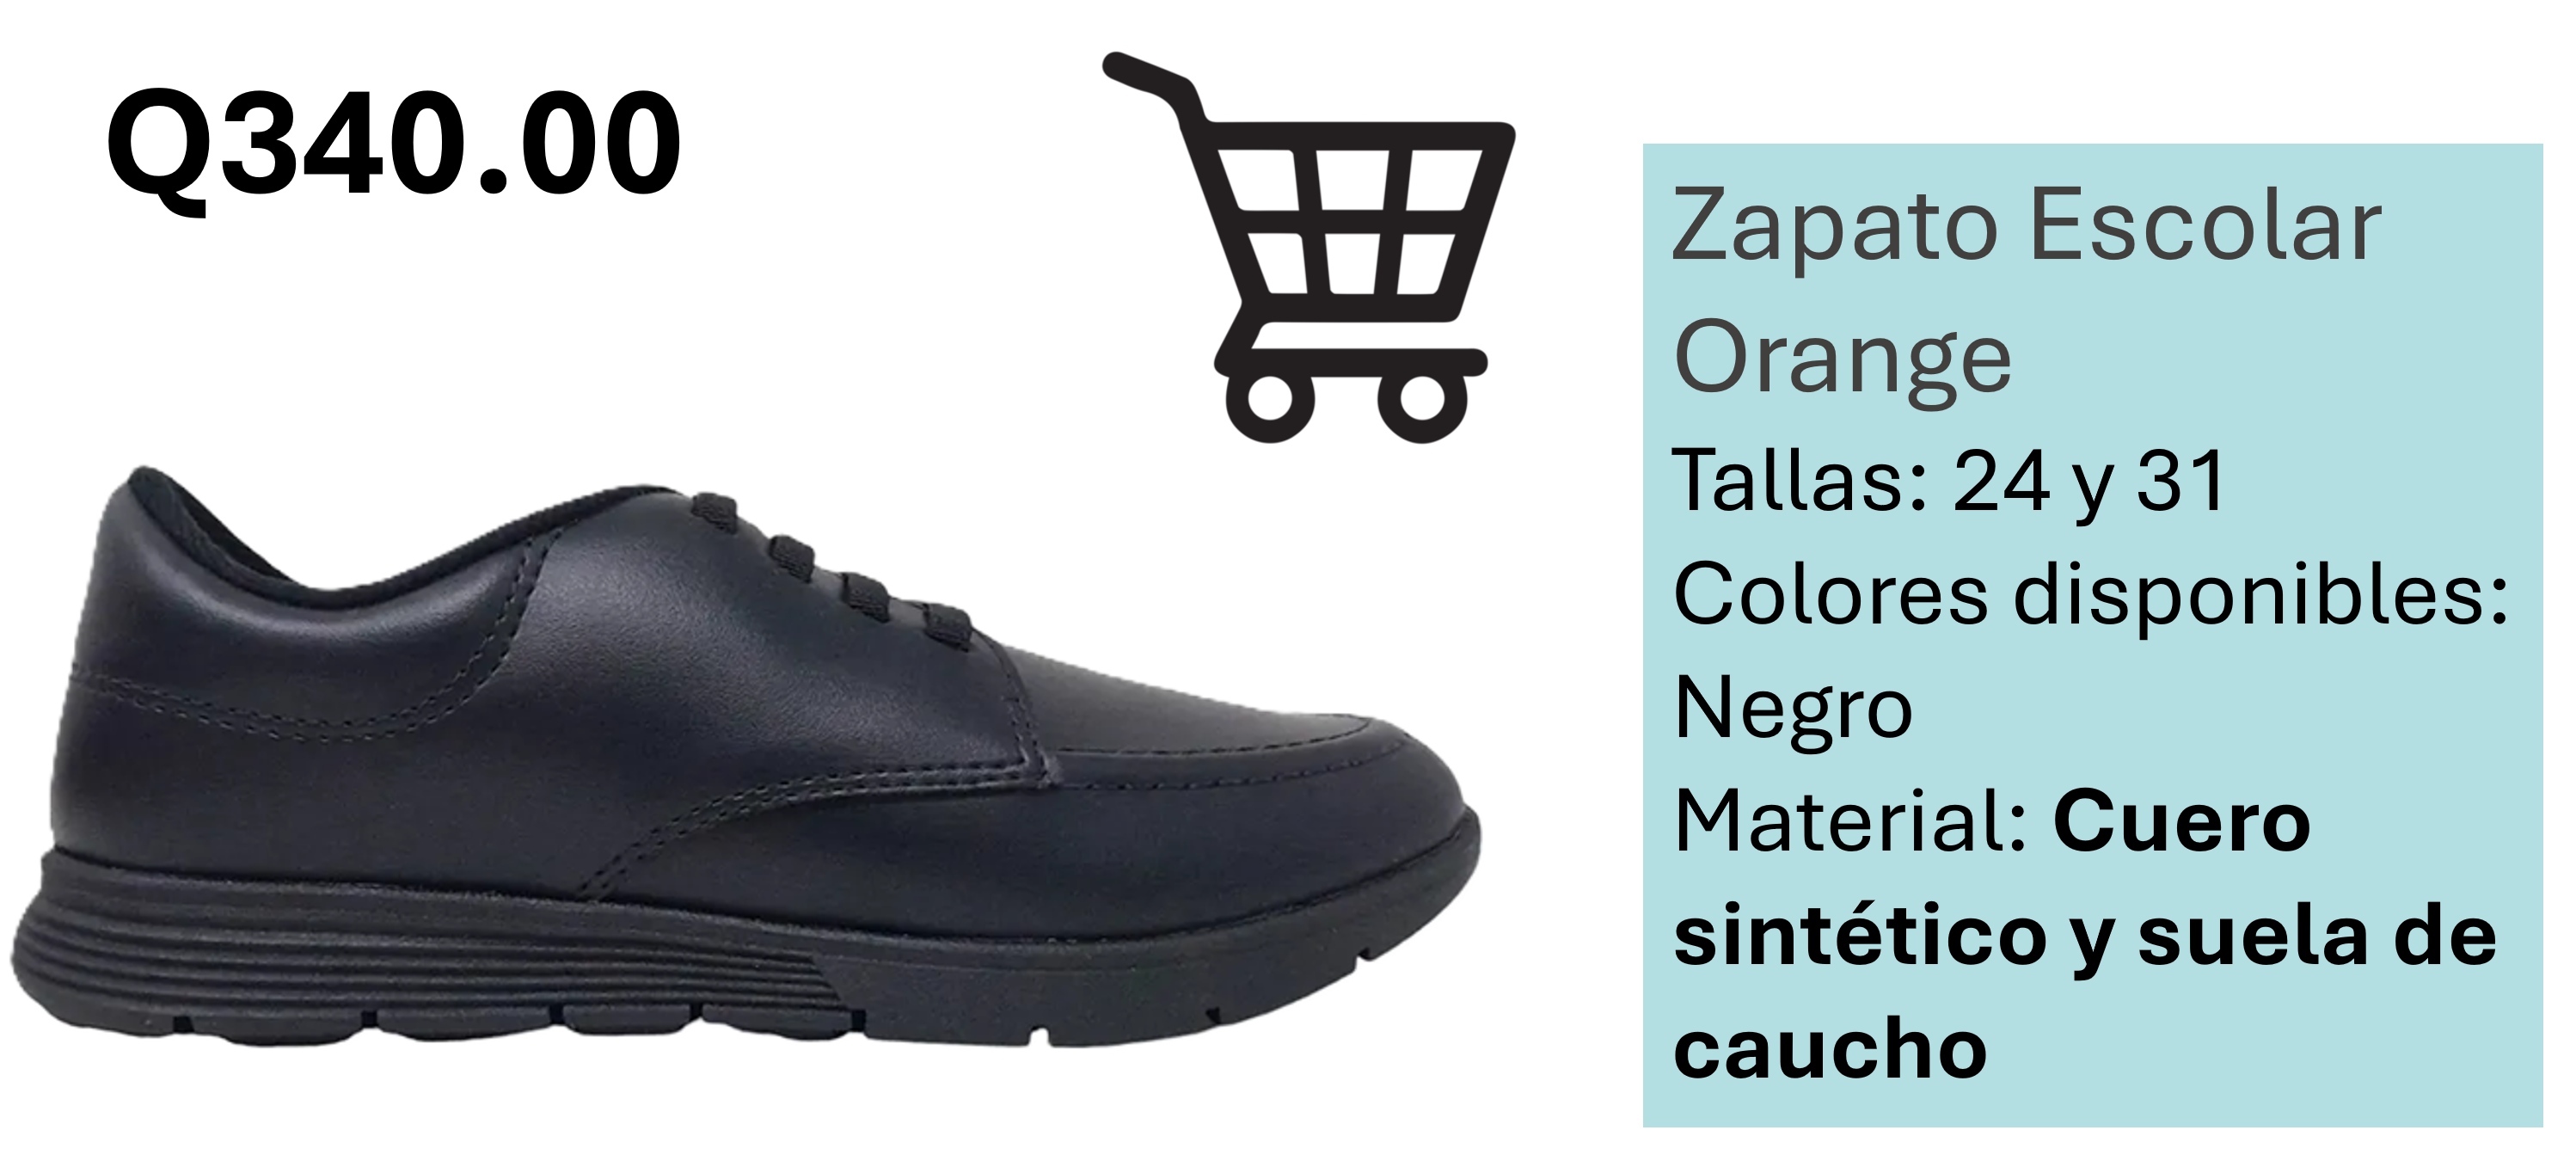 Q340.00
Zapato Escolar
Orange
Tallas: 24 y 31
Colores disponibles:
Negro
Material: Cuero
sintético y suela de
caucho